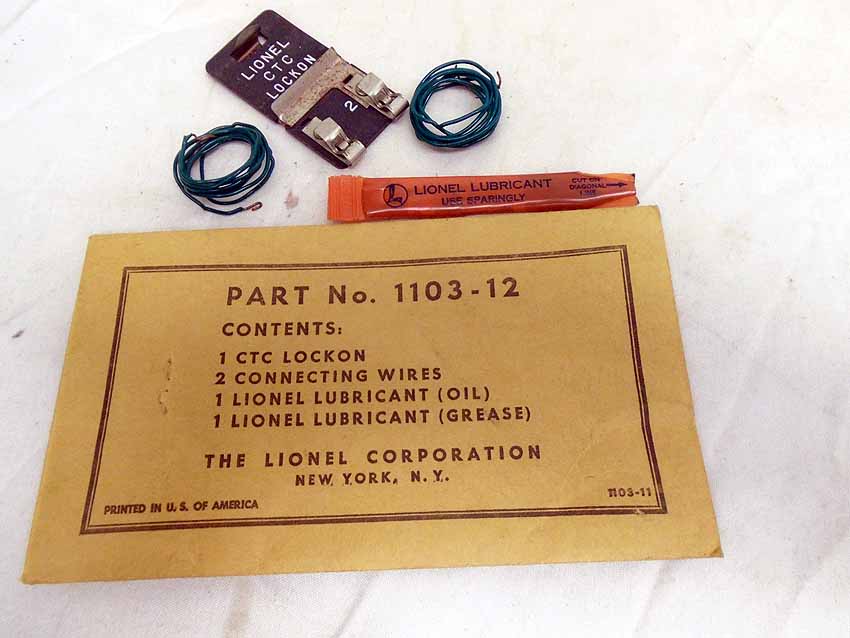 LIONEL
CTC
LOCKON
2
LIONEL LUBRICANT
USE SPARINGLY
CUT ON
DIAGONAL
LINE
PART No. 1103-12
CONTENTS:
1 CTC LOCKON
2 CONNECTING WIRES
1 LIONEL LUBRICANT (OIL)
1 LIONEL LUBRICANT (GREASE)
THE LIONEL CORPORATION
NEW YORK, N.Y.
PRINTED IN U.S. OF AMERICA
1103-11